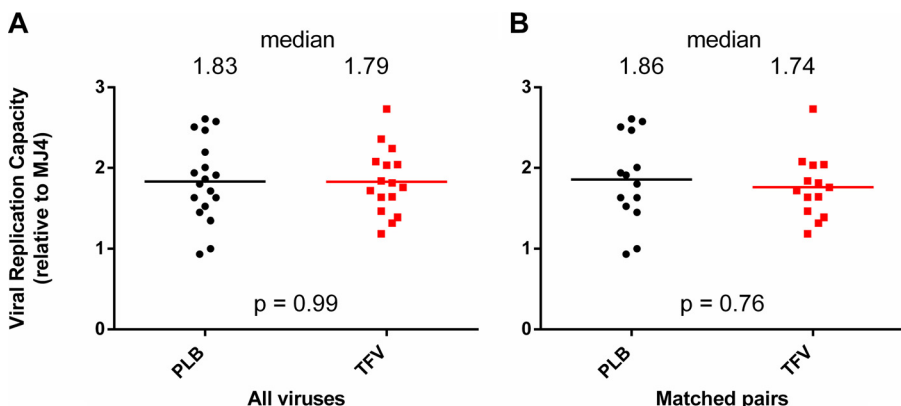 A
median
1.83 1.79
Viral Replication Capacity
(relative to MJ4)
3
2
1
0
p = 0.99
PLB TFV
All viruses
B
median
1.86 1.74
3
2
1
0
p = 0.76
PLB TFV
Matched pairs